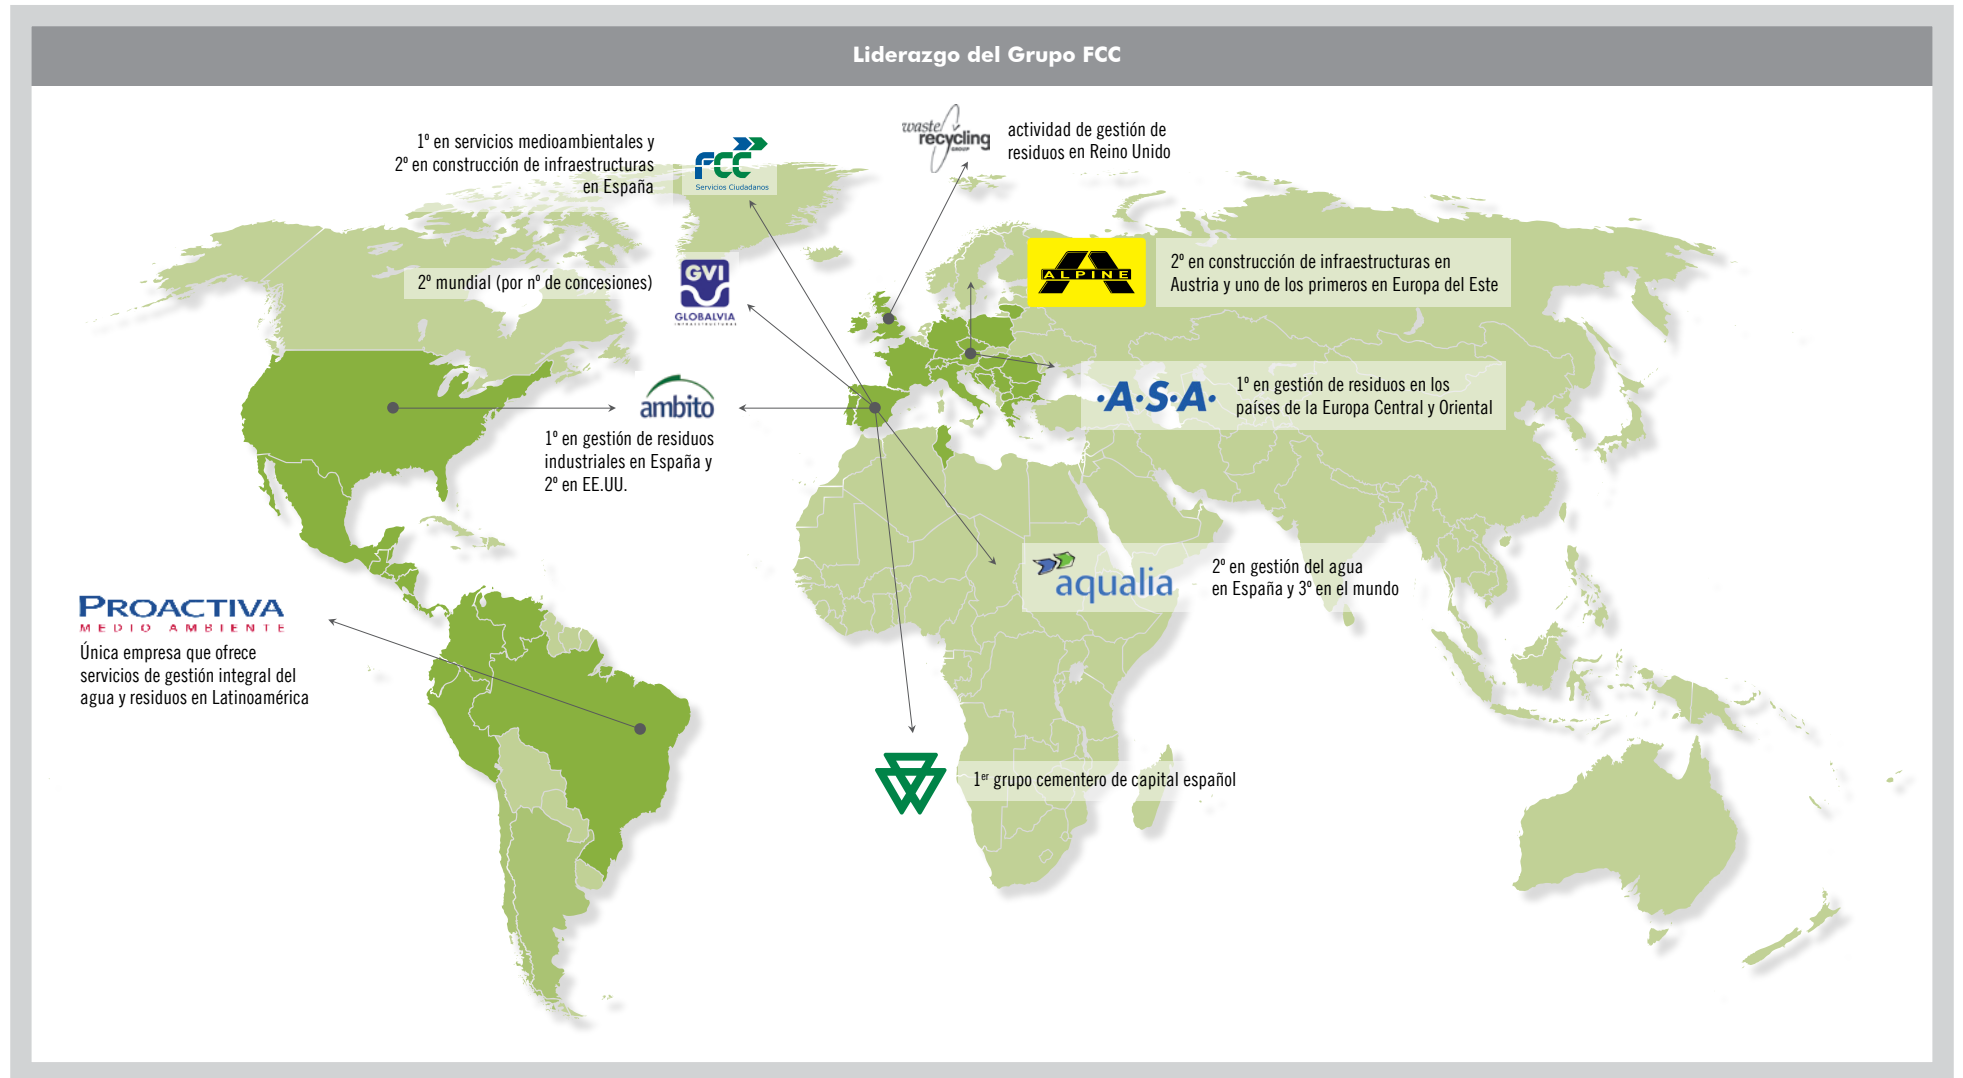 Liderazgo del Grupo FCC
1º en servicios medioambientales y
2º en construcción de infraestructuras
en España
FCC
Servicios Ciudadanos
waste
recycling
GROUP
actividad de gestión de
residuos en Reino Unido
2º mundial (por nº de concesiones)
GVI
GLOBALVIA
INFRAESTRUCTURAS
ALPINE
2º en construcción de infraestructuras en
Austria y uno de los primeros en Europa del Este
ambito
1º en gestión de residuos
industriales en España y
2º en EE.UU.
·A·S·A·
1º en gestión de residuos en los
países de la Europa Central y Oriental
aqualia
2º en gestión del agua
en España y 3º en el mundo
PROACTIVA
MEDIO AMBIENTE
Única empresa que ofrece
servicios de gestión integral del
agua y residuos en Latinoamérica
1er grupo cementero de capital español